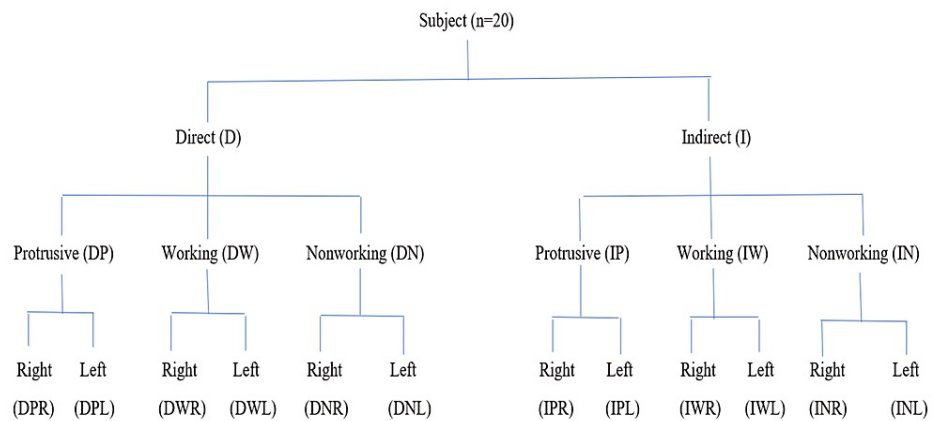 Subject (n=20)
Direct (D) Indirect (I)
Protrusive (DP) Working (DW) Nonworking (DN) Protrusive (IP) Working (IW) Nonworking (IN)
Right Left Right Left Right Left Right Left Right Left Right Left
(DPR) (DPL) (DWR) (DWL) (DNR) (DNL) (IPR) (IPL) (IWR) (IWL) (INR) (INL)